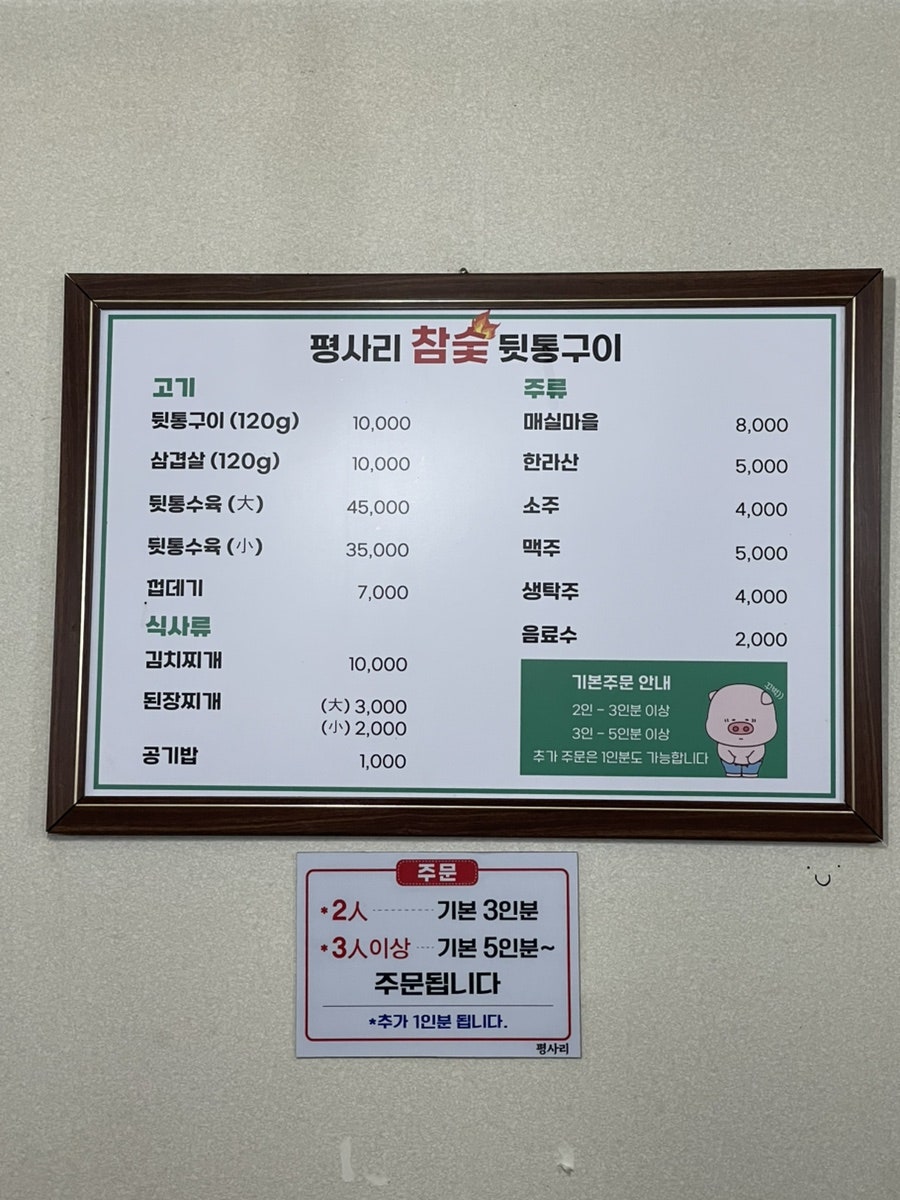 평사리 참숯 뒷통구이
고기
뒷통구이 (120g) 10,000
삼겹살 (120g) 10,000
뒷통수육 (大) 45,000
뒷통수육 (小) 35,000
껍데기 7,000
식사류
김치찌개 10,000
된장찌개 (大) 3,000
(小) 2,000
공기밥 1,000
주류
매실마을 8,000
한라산 5,000
소주 4,000
맥주 5,000
생탁주 4,000
음료수 2,000
기본주문 안내
2인 - 3인분 이상
3인 - 5인분 이상
추가 주문은 1인분도 가능합니다
꾸벅))
주문
*2人 기본 3인분
*3人이상 기본 5인분~
주문됩니다
*추가 1인분 됩니다.
평사리